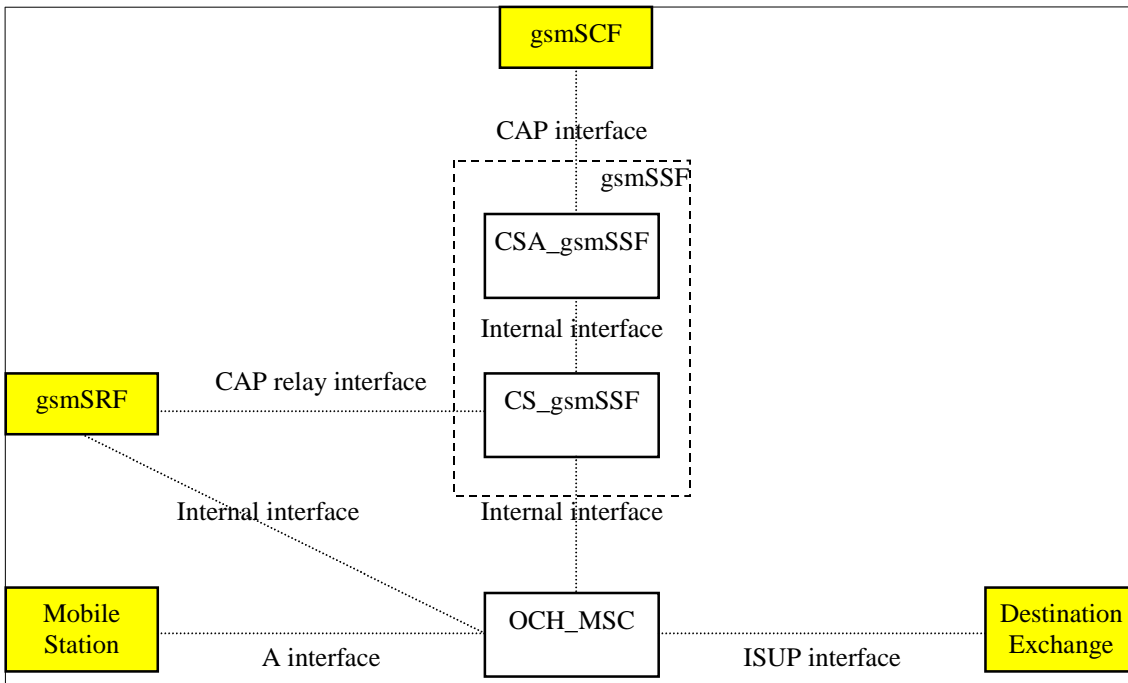 gsmSCF
CAP interface
gsmSSF
CSA_gsmSSF
Internal interface
CAP relay interface
gsmSRF
CS_gsmSSF
Internal interface
Internal interface
Mobile
Station
OCH_MSC
Destination
Exchange
A interface
ISUP interface